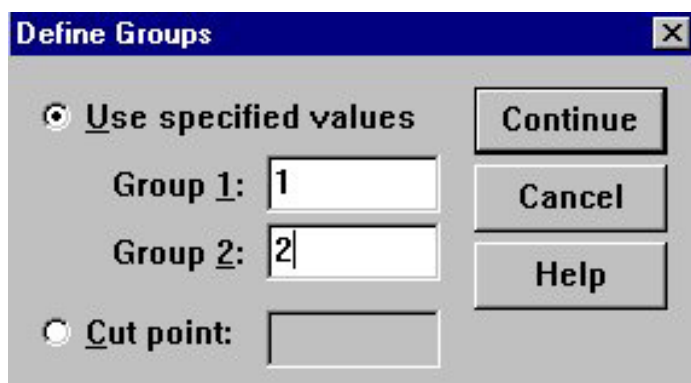 Define Groups
Use specified values
Continue
Group 1: 1
Cancel
Group 2: 2
Help
Cut point: